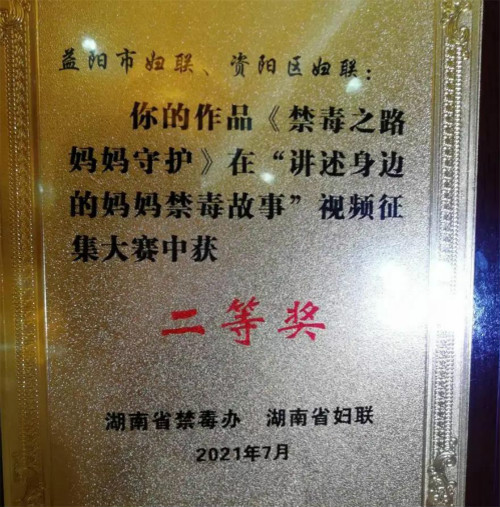 益阳市妇联、资阳区妇联：
你的作品《禁毒之路
妈妈守护》在“讲述身边
的妈妈禁毒故事”视频征
集大赛中获
二等奖
湖南省禁毒办 湖南省妇联
2021年7月